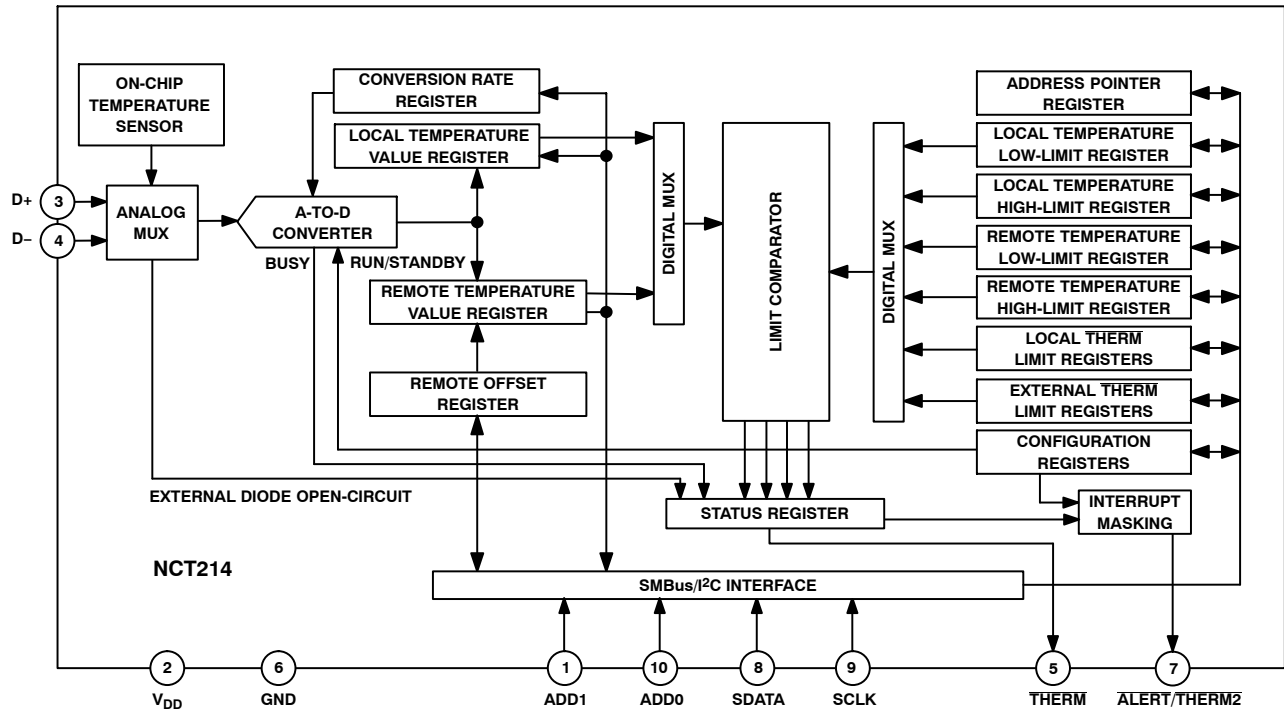 ON-CHIP
TEMPERATURE
SENSOR
CONVERSION RATE
REGISTER
LOCAL TEMPERATURE
VALUE REGISTER
D+
3
D−
4
ANALOG
MUX
A-TO-D
CONVERTER
BUSY
RUN/STANDBY
REMOTE TEMPERATURE
VALUE REGISTER
REMOTE OFFSET
REGISTER
DIGITAL MUX
LIMIT COMPARATOR
DIGITAL MUX
ADDRESS POINTER
REGISTER
LOCAL TEMPERATURE
LOW-LIMIT REGISTER
LOCAL TEMPERATURE
HIGH-LIMIT REGISTER
REMOTE TEMPERATURE
LOW-LIMIT REGISTER
REMOTE TEMPERATURE
HIGH-LIMIT REGISTER
LOCAL THERM
LIMIT REGISTERS
EXTERNAL THERM
LIMIT REGISTERS
CONFIGURATION
REGISTERS
EXTERNAL DIODE OPEN-CIRCUIT
STATUS REGISTER
INTERRUPT
MASKING
NCT214
SMBus/I²C INTERFACE
2
6
1
10
8
9
5
7
VDD
GND
ADD1
ADD0
SDATA
SCLK
THERM
ALERT/THERM2